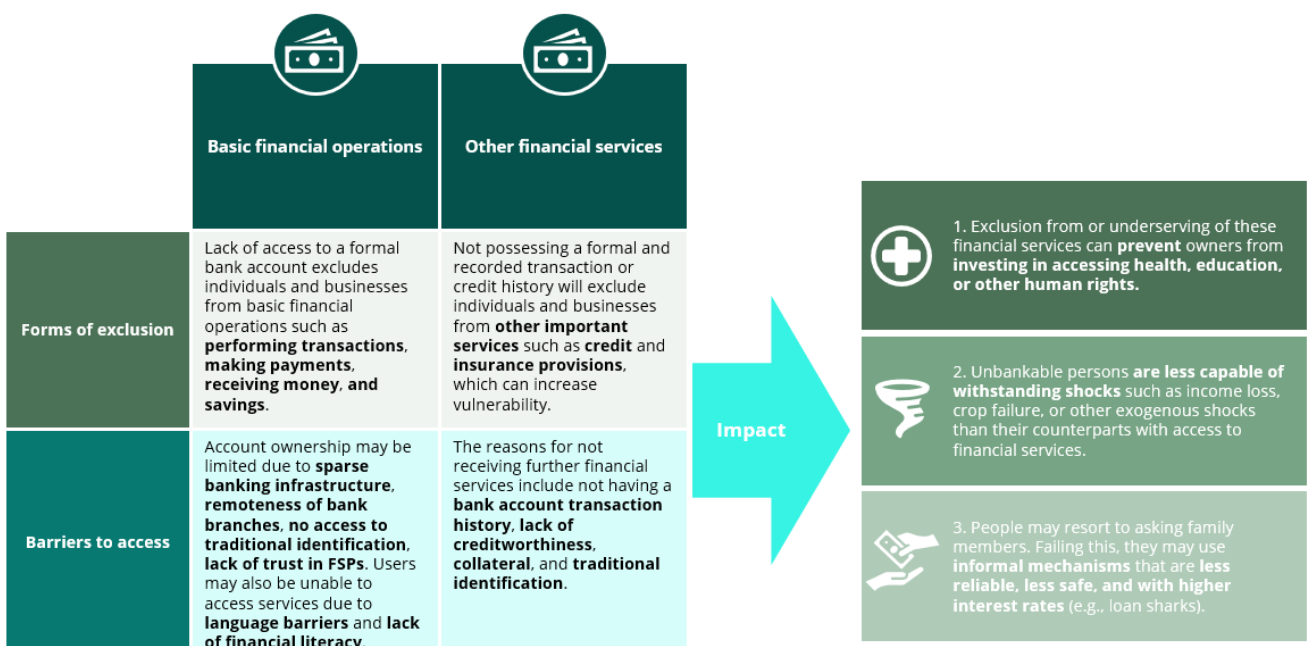 Basic financial operations
Other financial services
Forms of exclusion
Lack of access to a formal
bank account excludes
individuals and businesses
from basic financial
operations such as
performing transactions,
making payments,
receiving money, and
savings.
Not possessing a formal and
recorded transaction or
credit history will exclude
individuals and businesses
from other important
services such as credit and
insurance provisions,
which can increase
vulnerability.
Barriers to access
Account ownership may be
limited due to sparse
banking infrastructure,
remoteness of bank
branches, no access to
traditional identification,
lack of trust in FSPs. Users
may also be unable to
access services due to
language barriers and lack
of financial literacy.
The reasons for not
receiving further financial
services include not having a
bank account transaction
history, lack of
creditworthiness,
collateral, and traditional
identification.
Impact
1. Exclusion from or underserving of these
financial services can prevent owners from
investing in accessing health, education,
or other human rights.
2. Unbankable persons are less capable of
withstanding shocks such as income loss,
crop failure, or other exogenous shocks
than their counterparts with access to
financial services.
3. People may resort to asking family
members. Failing this, they may use
informal mechanisms that are less
reliable, less safe, and with higher
interest rates (e.g., loan sharks).